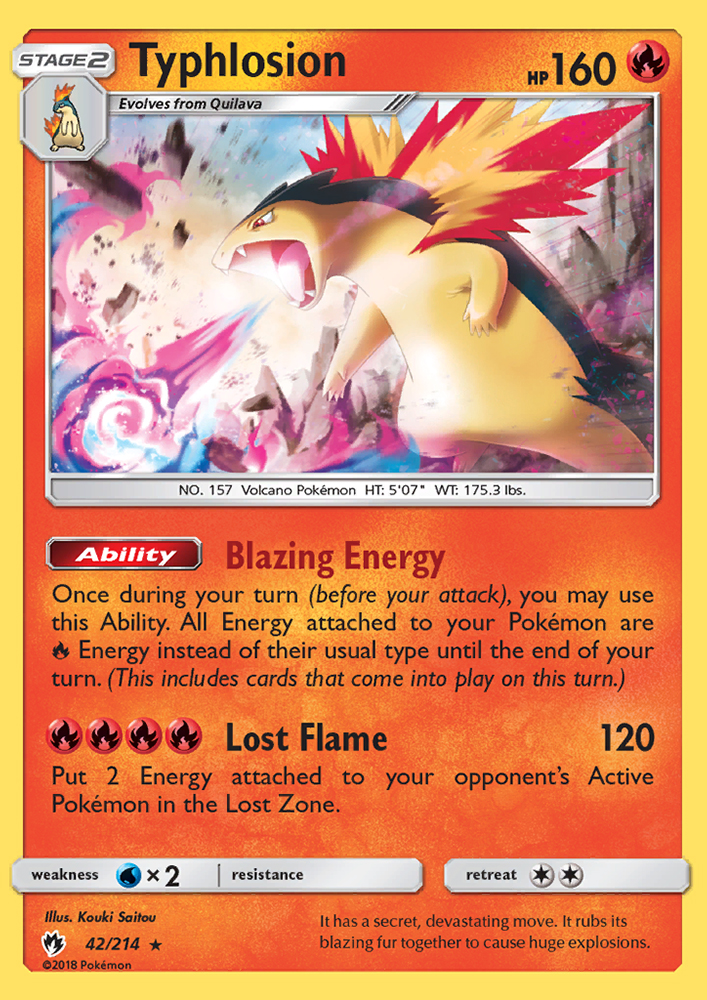 STAGE2
Typhlosion
HP160
Evolves from Quilava
NO. 157 Volcano Pokémon HT: 5'07" WT: 175.3 lbs.
Ability Blazing Energy
Once during your turn (before your attack), you may use
this Ability. All Energy attached to your Pokémon are
Energy instead of their usual type until the end of your
turn. (This includes cards that come into play on this turn.)
Lost Flame 120
Put 2 Energy attached to your opponent's Active
Pokémon in the Lost Zone.
weakness ×2 resistance retreat
Illus. Kouki Saitou
42/214 ★
©2018 Pokémon
It has a secret, devastating move. It rubs its
blazing fur together to cause huge explosions.